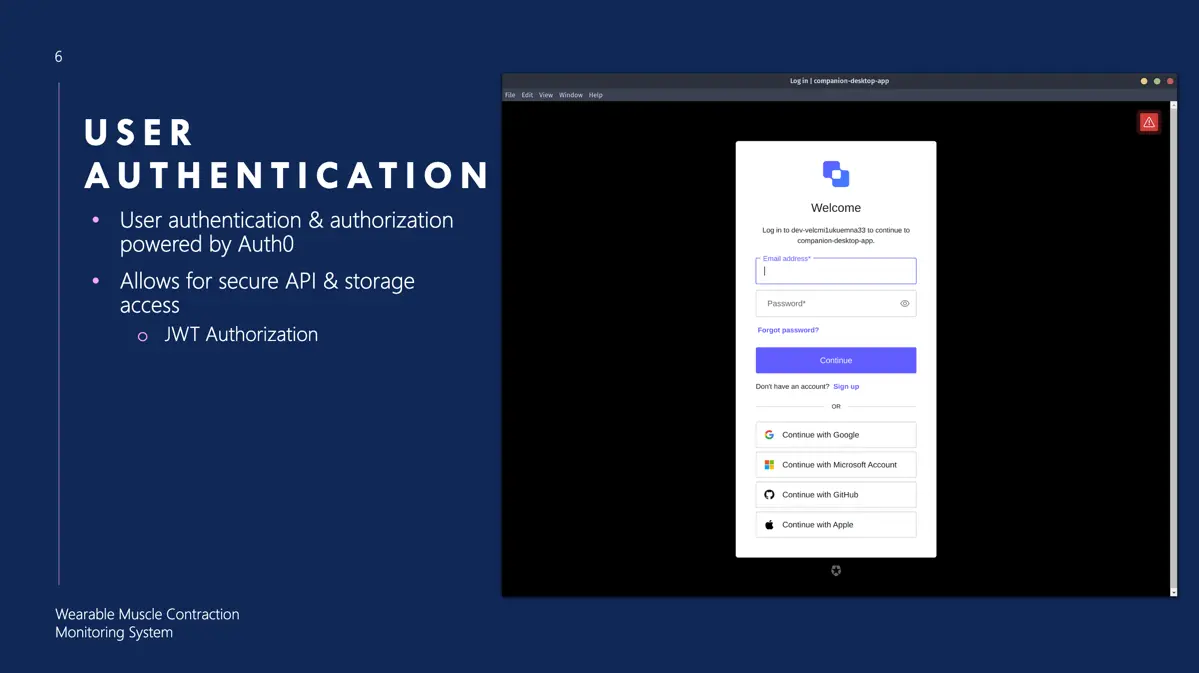 6
USER
AUTHENTICATION
• User authentication & authorization
powered by Auth0
• Allows for secure API & storage
access
o JWT Authorization
Wearable Muscle Contraction
Monitoring System
Log in | companion-desktop-app
File Edit View Window Help
Welcome
Log in to dev-velcmi1ukuemna33 to continue to
companion-desktop-app.
Email address*
Password*
Forgot password?
Continue
Don't have an account? Sign up
OR
Continue with Google
Continue with Microsoft Account
Continue with GitHub
Continue with Apple